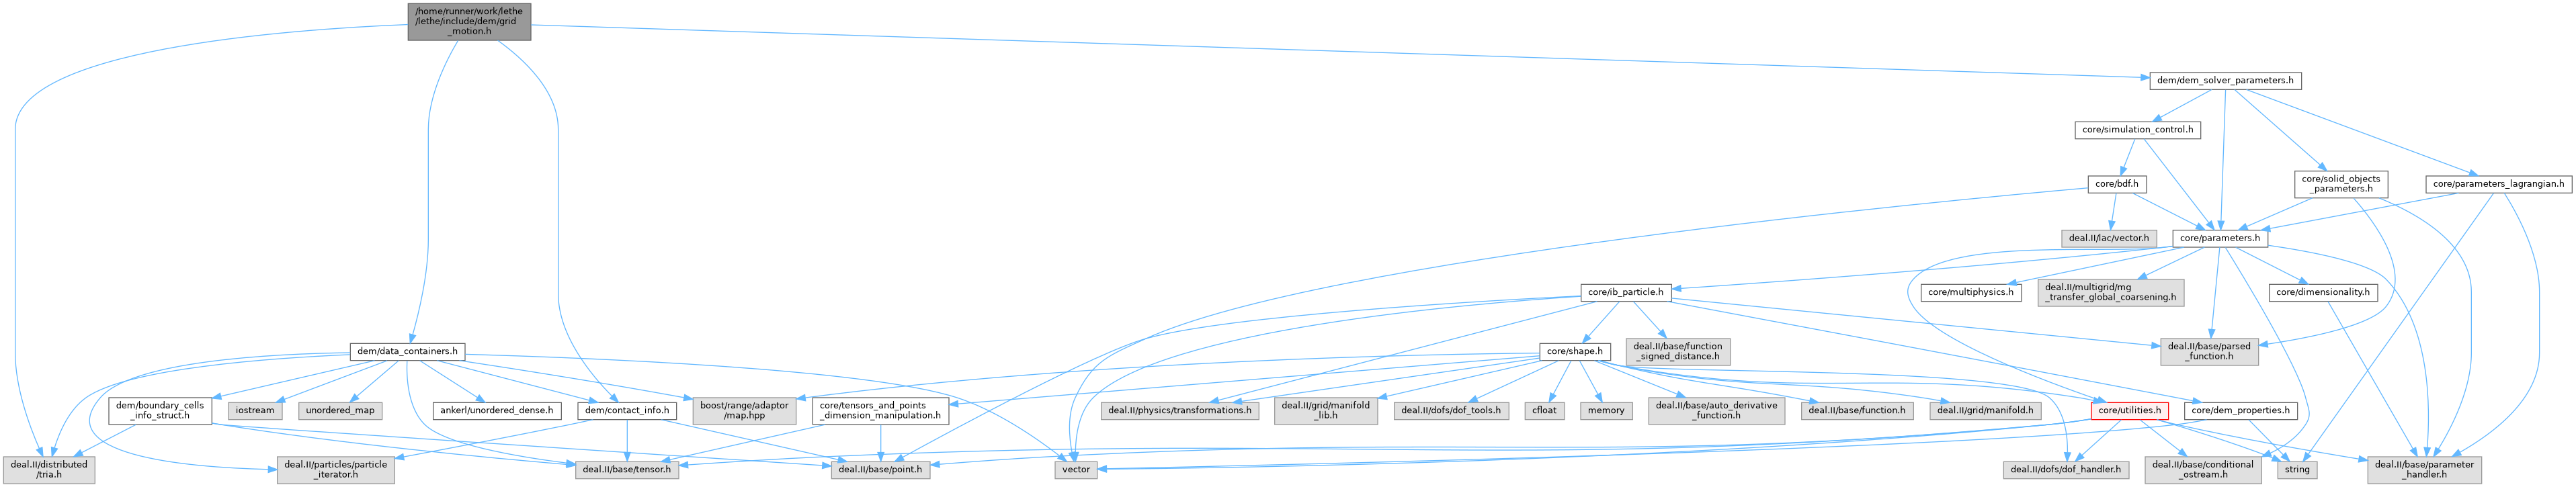 /home/runner/work/lethe
/lethe/include/dem/grid
_motion.h
dem/dem_solver_parameters.h
core/simulation_control.h
core/bdf.h
core/solid_objects
_parameters.h
core/parameters_lagrangian.h
deal.II/lac/vector.h
core/parameters.h
core/ib_particle.h
core/multiphysics.h
deal.II/multigrid/mg
_transfer_global_coarsening.h
core/dimensionality.h
dem/data_containers.h
core/shape.h
deal.II/base/function
_signed_distance.h
deal.II/base/parsed
_function.h
dem/boundary_cells
_info_struct.h
iostream
unordered_map
ankerl/unordered_dense.h
dem/contact_info.h
boost/range/adaptor
/map.hpp
core/tensors_and_points
_dimension_manipulation.h
deal.II/physics/transformations.h
deal.II/grid/manifold
_lib.h
deal.II/dofs/dof_tools.h
cfloat
memory
deal.II/base/auto_derivative
_function.h
deal.II/base/function.h
deal.II/grid/manifold.h
core/utilities.h
core/dem_properties.h
deal.II/distributed
/tria.h
deal.II/particles/particle
_iterator.h
deal.II/base/tensor.h
deal.II/base/point.h
vector
deal.II/dofs/dof_handler.h
deal.II/base/conditional
_ostream.h
string
deal.II/base/parameter
_handler.h